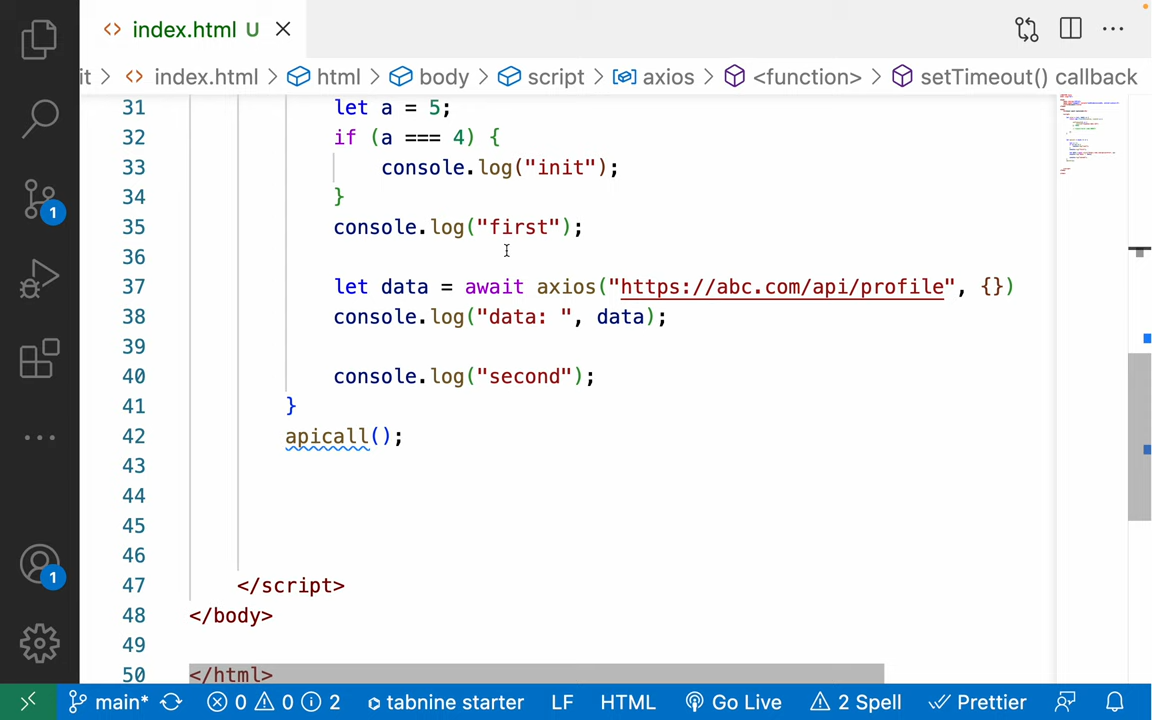 index.html U
it > index.html > html > body > script > axios > <function> > setTimeout() callback
31 let a = 5;
32 if (a === 4) {
33 console.log("init");
34 }
35 console.log("first");
36
37 let data = await axios("https://abc.com/api/profile", {})
38 console.log("data: ", data);
39
40 console.log("second");
41 }
42 apicall();
43
44
45
46
47 </script>
48 </body>
49
50 </html>
1
1
main* 0 0 2 tabnine starter LF HTML Go Live 2 Spell Prettier